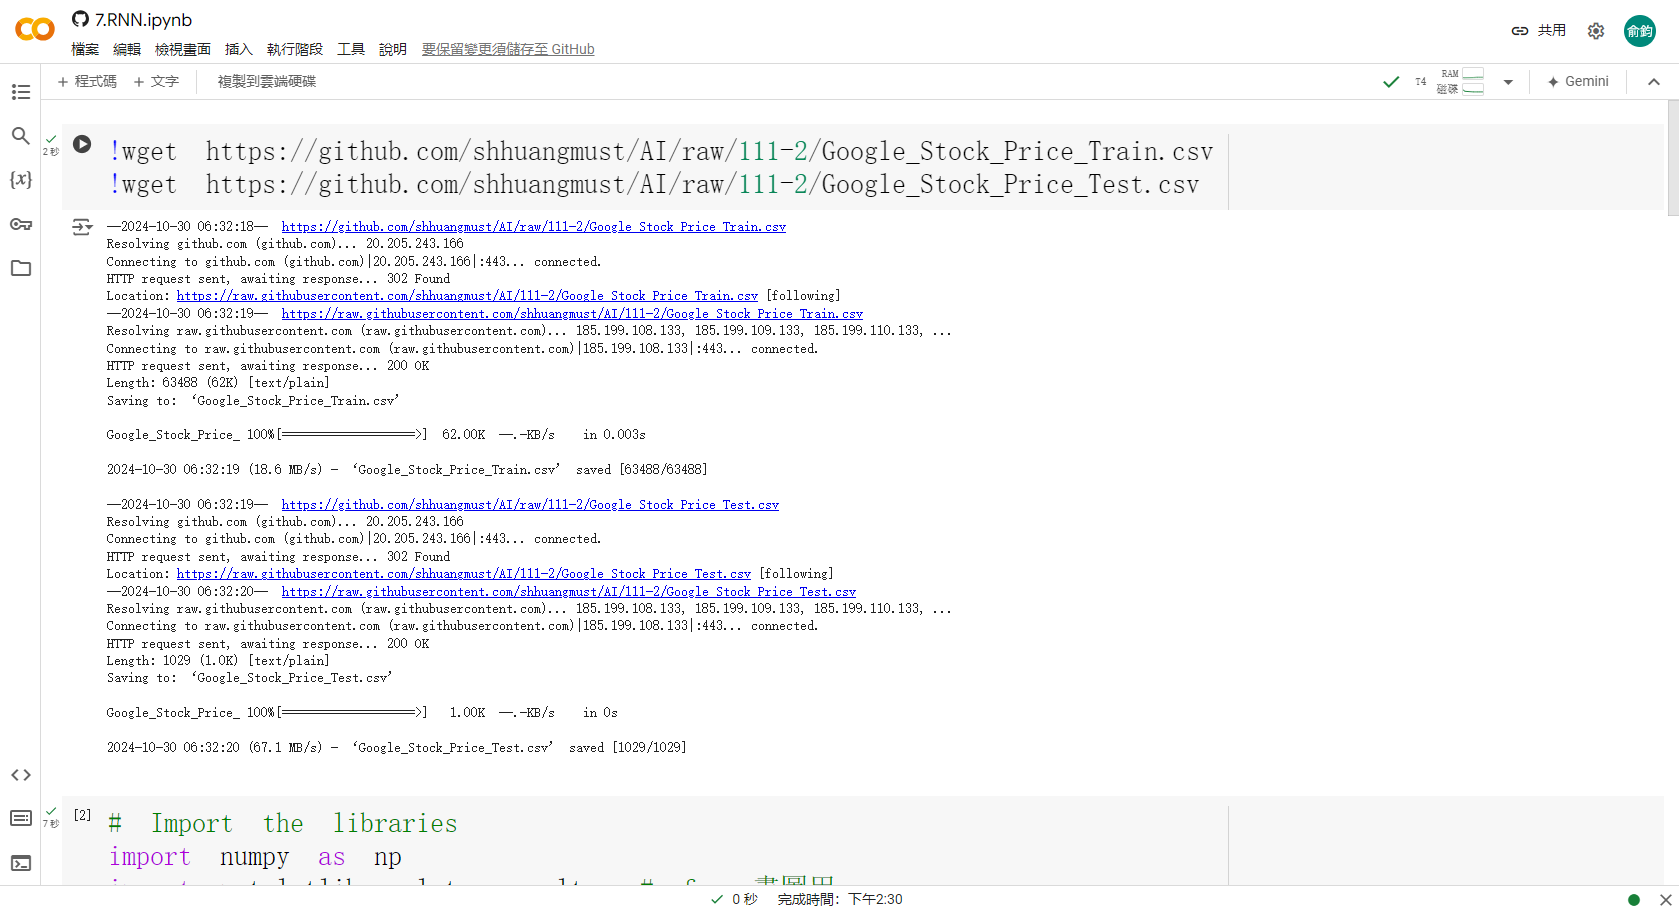 7.RNN.ipynb
檔案 編輯 檢視畫面 插入 執行階段 工具 說明 要保留變更須儲存至 GitHub
共用
俞鈞
+ 程式碼 + 文字 複製到雲端硬碟
T4 RAM 磁碟 Gemini
2 秒
!wget https://github.com/shhuangmust/AI/raw/111-2/Google_Stock_Price_Train.csv
!wget https://github.com/shhuangmust/AI/raw/111-2/Google_Stock_Price_Test.csv
--2024-10-30 06:32:18-- https://github.com/shhuangmust/AI/raw/111-2/Google_Stock_Price_Train.csv
Resolving github.com (github.com)... 20.205.243.166
Connecting to github.com (github.com)|20.205.243.166|:443... connected.
HTTP request sent, awaiting response... 302 Found
Location: https://raw.githubusercontent.com/shhuangmust/AI/111-2/Google_Stock_Price_Train.csv [following]
--2024-10-30 06:32:19-- https://raw.githubusercontent.com/shhuangmust/AI/111-2/Google_Stock_Price_Train.csv
Resolving raw.githubusercontent.com (raw.githubusercontent.com)... 185.199.108.133, 185.199.109.133, 185.199.110.133, ...
Connecting to raw.githubusercontent.com (raw.githubusercontent.com)|185.199.108.133|:443... connected.
HTTP request sent, awaiting response... 200 OK
Length: 63488 (62K) [text/plain]
Saving to: ‘Google_Stock_Price_Train.csv’
Google_Stock_Price_ 100%[===================>] 62.00K --.-KB/s in 0.003s
2024-10-30 06:32:19 (18.6 MB/s) - ‘Google_Stock_Price_Train.csv’ saved [63488/63488]
--2024-10-30 06:32:19-- https://github.com/shhuangmust/AI/raw/111-2/Google_Stock_Price_Test.csv
Resolving github.com (github.com)... 20.205.243.166
Connecting to github.com (github.com)|20.205.243.166|:443... connected.
HTTP request sent, awaiting response... 302 Found
Location: https://raw.githubusercontent.com/shhuangmust/AI/111-2/Google_Stock_Price_Test.csv [following]
--2024-10-30 06:32:20-- https://raw.githubusercontent.com/shhuangmust/AI/111-2/Google_Stock_Price_Test.csv
Resolving raw.githubusercontent.com (raw.githubusercontent.com)... 185.199.108.133, 185.199.109.133, 185.199.110.133, ...
Connecting to raw.githubusercontent.com (raw.githubusercontent.com)|185.199.108.133|:443... connected.
HTTP request sent, awaiting response... 200 OK
Length: 1029 (1.0K) [text/plain]
Saving to: ‘Google_Stock_Price_Test.csv’
Google_Stock_Price_ 100%[===================>] 1.00K --.-KB/s in 0s
2024-10-30 06:32:20 (67.1 MB/s) - ‘Google_Stock_Price_Test.csv’ saved [1029/1029]
7 秒
[2]
# Import the libraries
import numpy as np
0 秒 完成時間：下午2:30